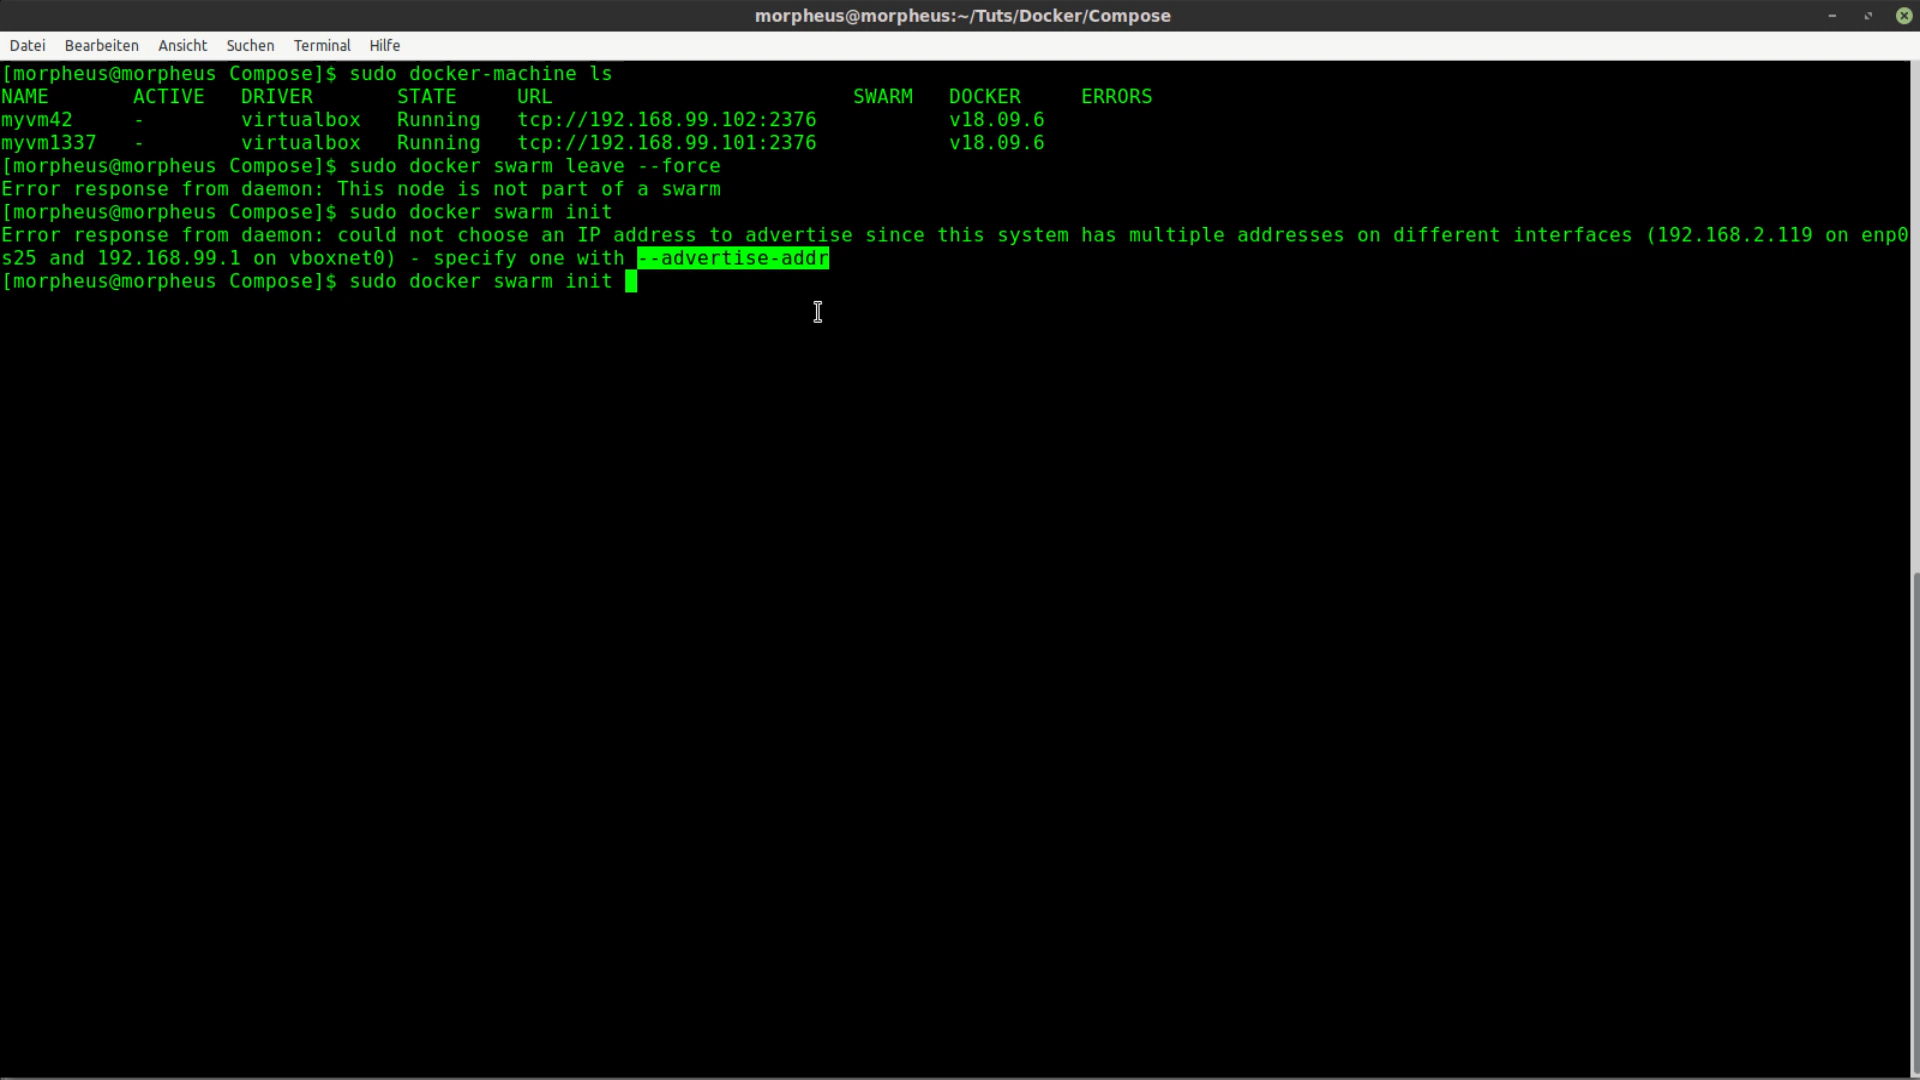 morpheus@morpheus:~/Tuts/Docker/Compose
Datei Bearbeiten Ansicht Suchen Terminal Hilfe
[morpheus@morpheus Compose]$ sudo docker-machine ls
NAME ACTIVE DRIVER STATE URL SWARM DOCKER ERRORS
myvm42 - virtualbox Running tcp://192.168.99.102:2376 v18.09.6
myvm1337 - virtualbox Running tcp://192.168.99.101:2376 v18.09.6
[morpheus@morpheus Compose]$ sudo docker swarm leave --force
Error response from daemon: This node is not part of a swarm
[morpheus@morpheus Compose]$ sudo docker swarm init
Error response from daemon: could not choose an IP address to advertise since this system has multiple addresses on different interfaces (192.168.2.119 on enp0
s25 and 192.168.99.1 on vboxnet0) - specify one with --advertise-addr
[morpheus@morpheus Compose]$ sudo docker swarm init